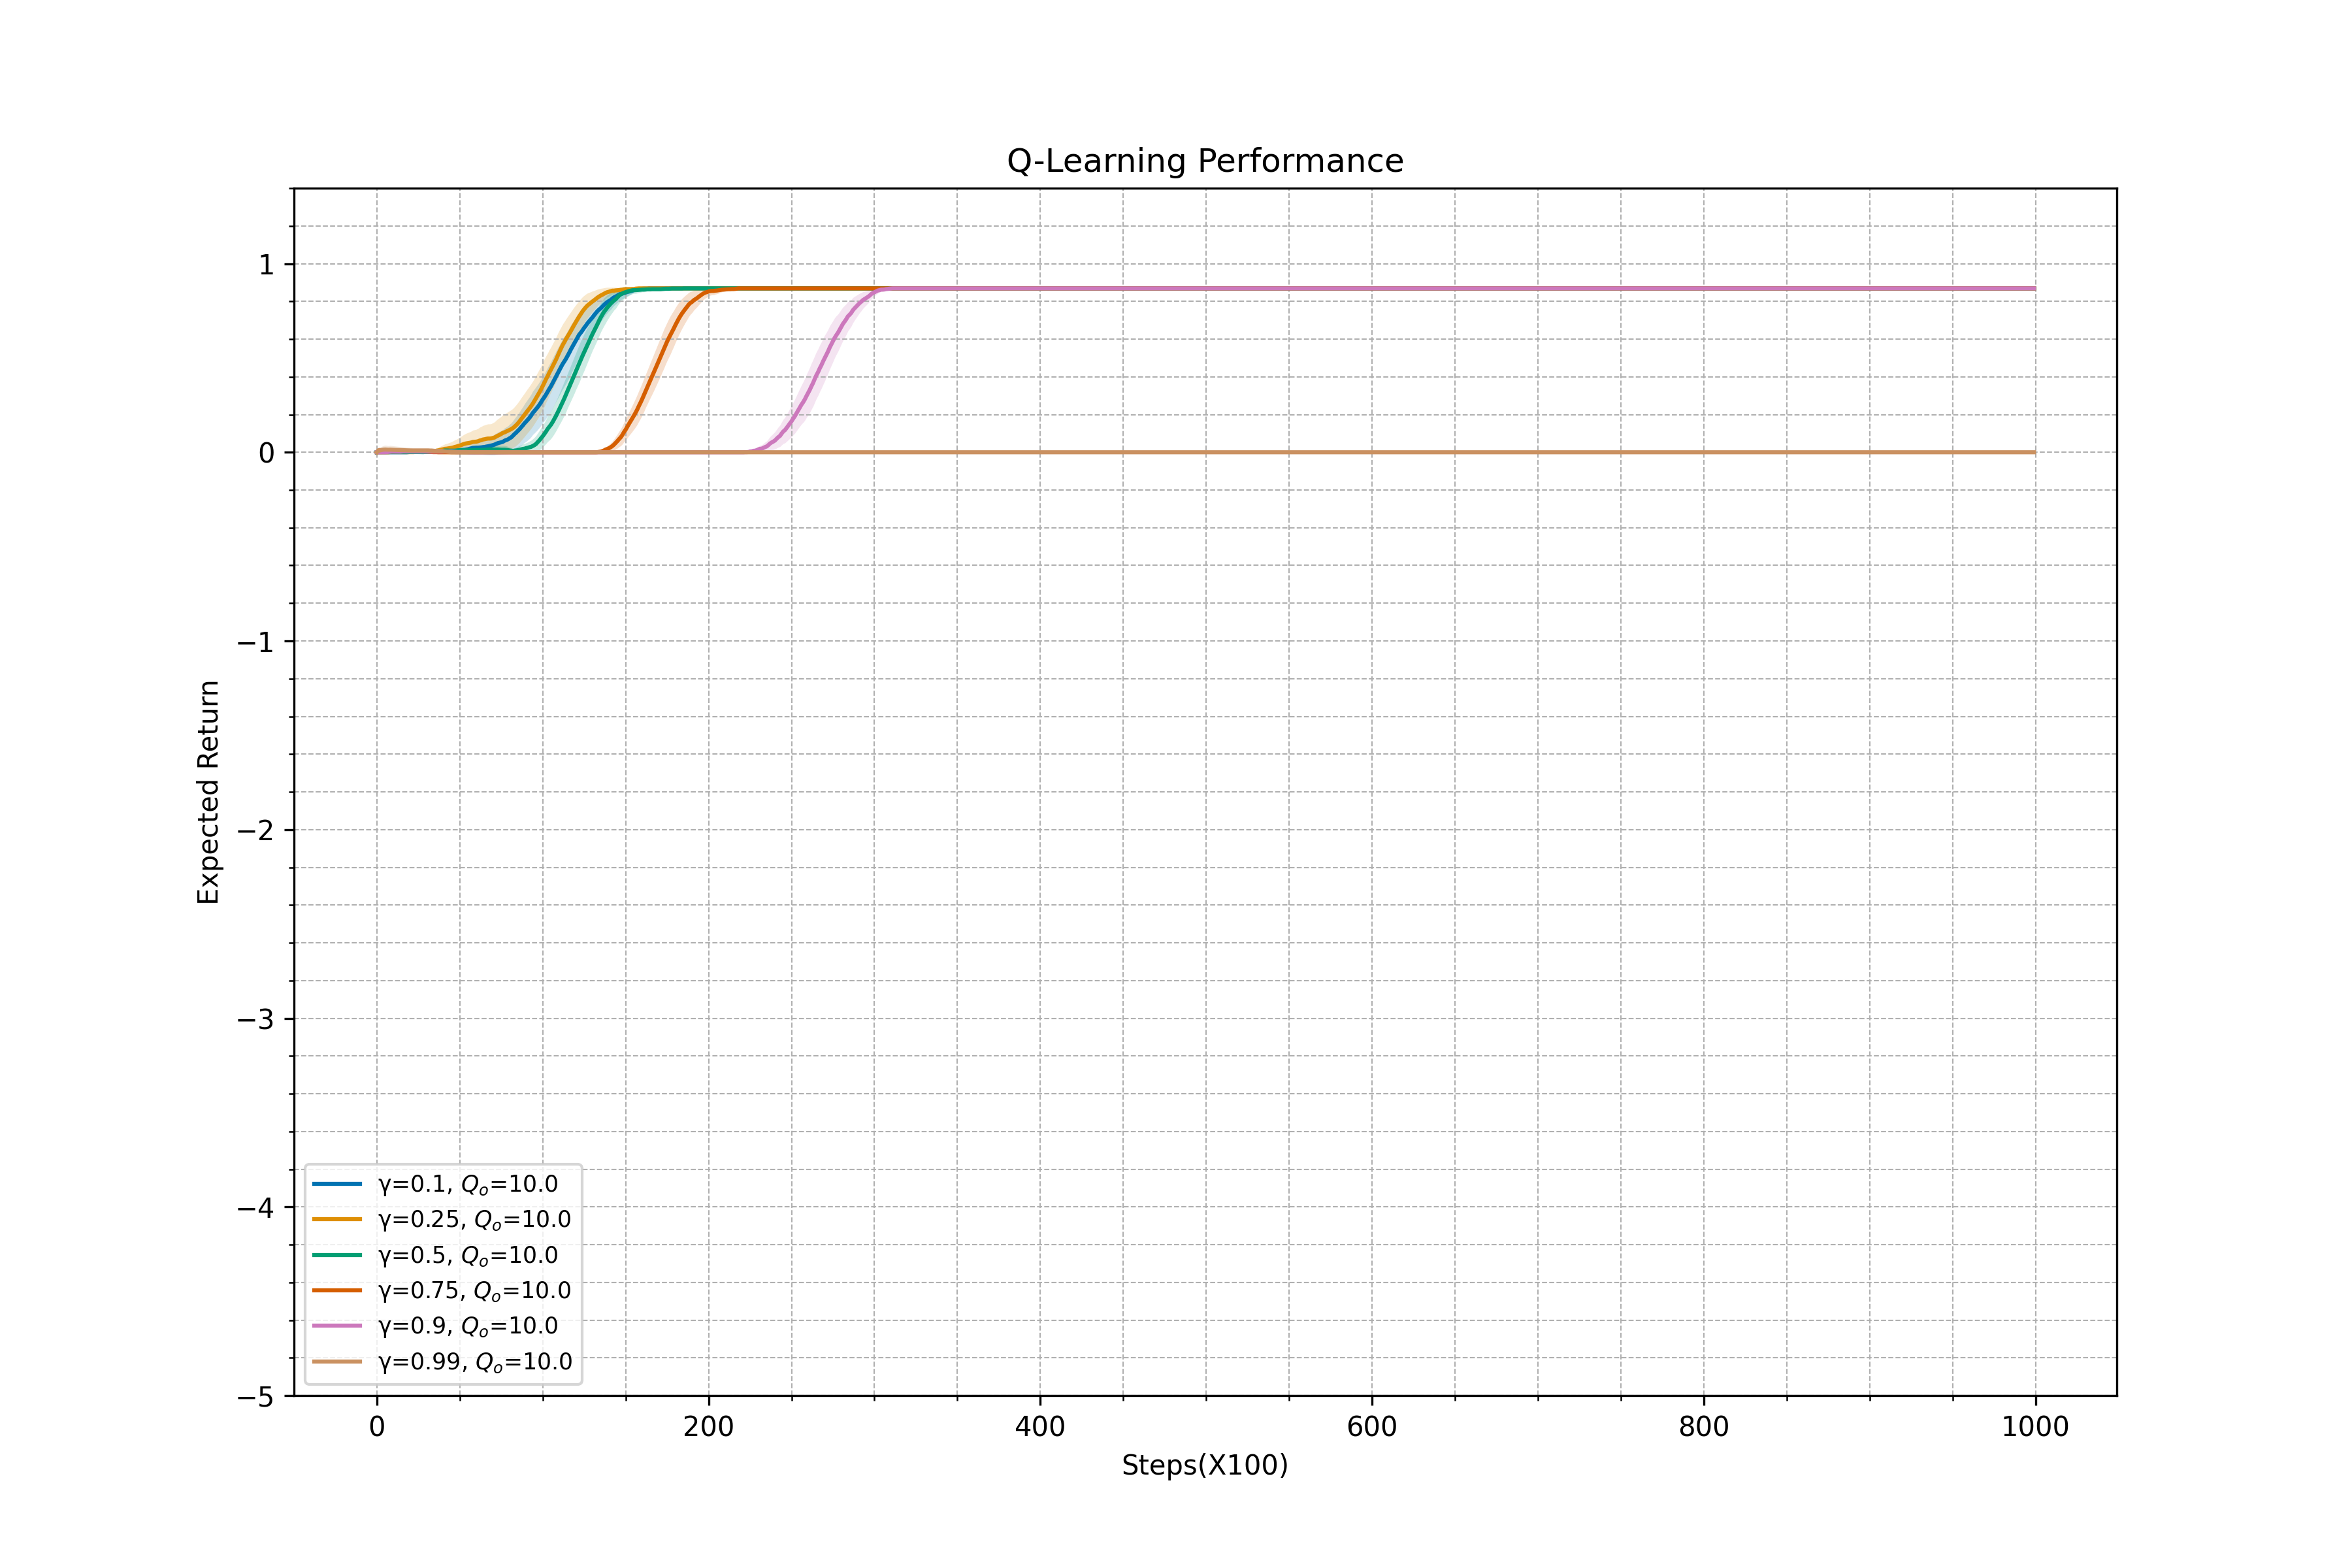 Q-Learning Performance
Expected Return
1
0
−1
−2
−3
−4
−5
γ=0.1, Qₒ=10.0
γ=0.25, Qₒ=10.0
γ=0.5, Qₒ=10.0
γ=0.75, Qₒ=10.0
γ=0.9, Qₒ=10.0
γ=0.99, Qₒ=10.0
0 200 400 600 800 1000
Steps(X100)